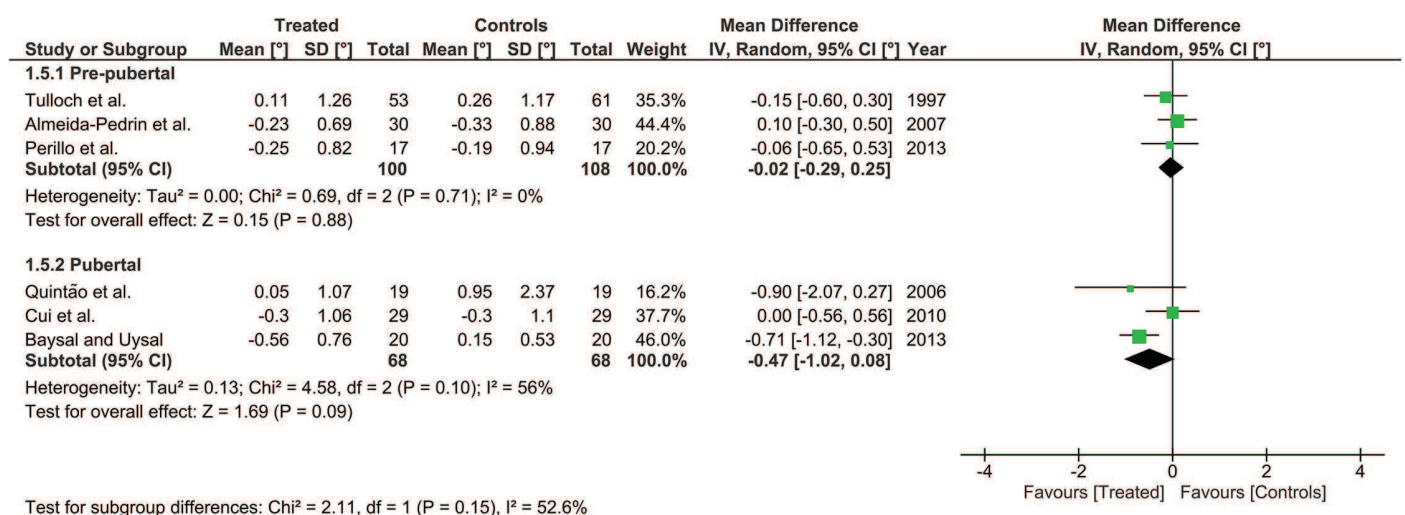 Treated Controls Mean Difference Mean Difference
Study or Subgroup Mean [°] SD [°] Total Mean [°] SD [°] Total Weight IV, Random, 95% CI [°] Year IV, Random, 95% CI [°]
1.5.1 Pre-pubertal
Tulloch et al. 0.11 1.26 53 0.26 1.17 61 35.3% -0.15 [-0.60, 0.30] 1997
Almeida-Pedrin et al. -0.23 0.69 30 -0.33 0.88 30 44.4% 0.10 [-0.30, 0.50] 2007
Perillo et al. -0.25 0.82 17 -0.19 0.94 17 20.2% -0.06 [-0.65, 0.53] 2013
Subtotal (95% CI) 100 108 100.0% -0.02 [-0.29, 0.25]
Heterogeneity: Tau² = 0.00; Chi² = 0.69, df = 2 (P = 0.71); I² = 0%
Test for overall effect: Z = 0.15 (P = 0.88)
1.5.2 Pubertal
Quintão et al. 0.05 1.07 19 0.95 2.37 19 16.2% -0.90 [-2.07, 0.27] 2006
Cui et al. -0.3 1.06 29 -0.3 1.1 29 37.7% 0.00 [-0.56, 0.56] 2010
Baysal and Uysal -0.56 0.76 20 0.15 0.53 20 46.0% -0.71 [-1.12, -0.30] 2013
Subtotal (95% CI) 68 68 100.0% -0.47 [-1.02, 0.08]
Heterogeneity: Tau² = 0.13; Chi² = 4.58, df = 2 (P = 0.10); I² = 56%
Test for overall effect: Z = 1.69 (P = 0.09)
-4 -2 0 2 4
Favours [Treated] Favours [Controls]
Test for subgroup differences: Chi² = 2.11, df = 1 (P = 0.15), I² = 52.6%